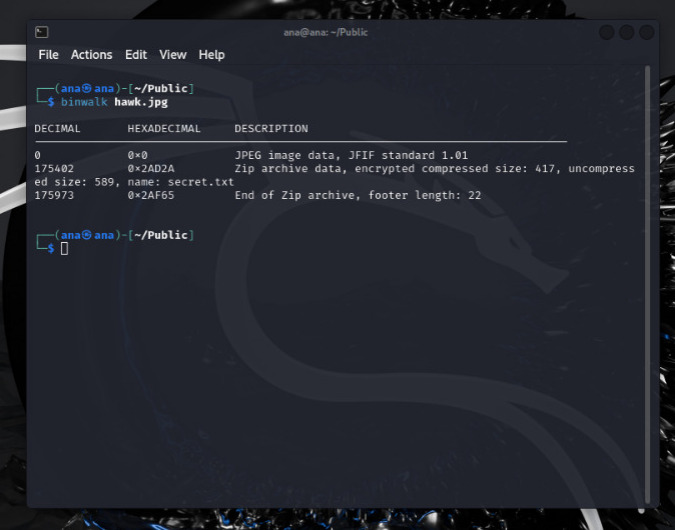 ana@ana: ~/Public
File Actions Edit View Help
┌──(ana㉿ana)-[~/Public]
└─$ binwalk hawk.jpg
DECIMAL HEXADECIMAL DESCRIPTION
0 0×0 JPEG image data, JFIF standard 1.01
175402 0×2AD2A Zip archive data, encrypted compressed size: 417, uncompress
ed size: 589, name: secret.txt
175973 0×2AF65 End of Zip archive, footer length: 22
┌──(ana㉿ana)-[~/Public]
└─$